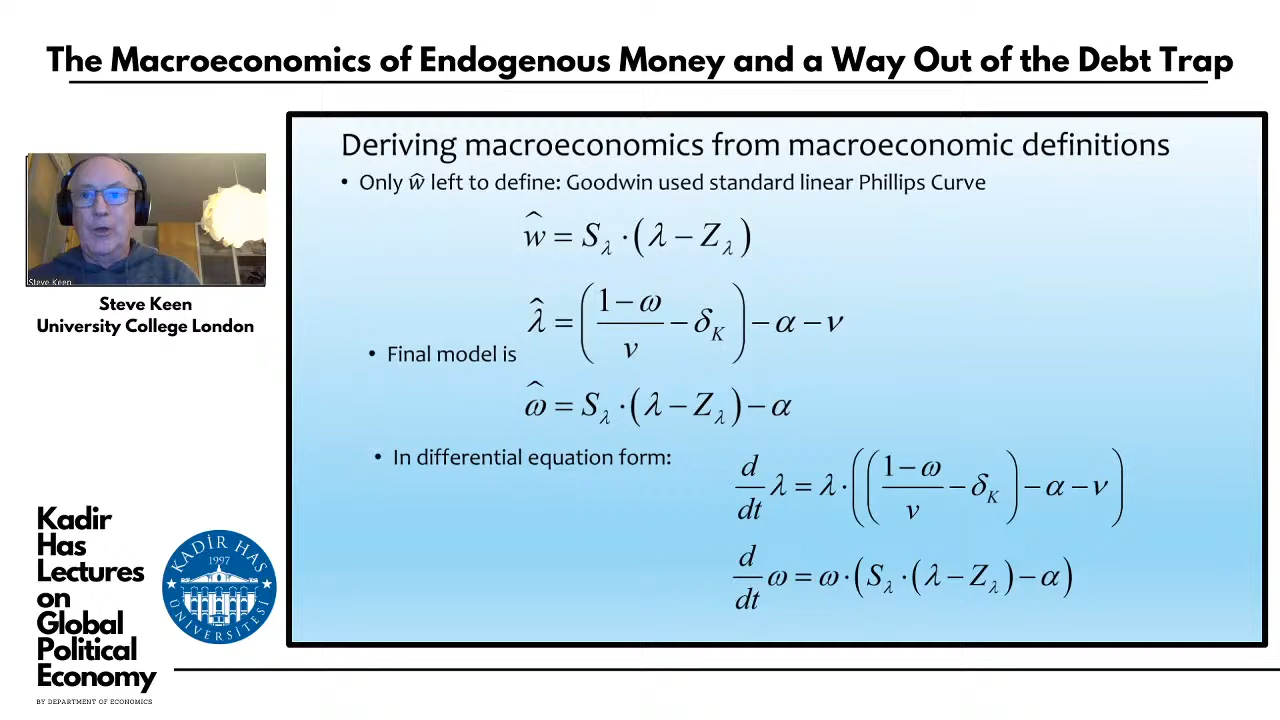 The Macroeconomics of Endogenous Money and a Way Out of the Debt Trap
Steve Keen
Steve Keen
University College London
Deriving macroeconomics from macroeconomic definitions
• Only ŵ left to define: Goodwin used standard linear Phillips Curve
ŵ = S_λ · (λ − Z_λ)
λ̂ = ((1 − ω)/v − δ_K) − α − ν
• Final model is
ω̂ = S_λ · (λ − Z_λ) − α
• In differential equation form:
d/dt λ = λ · (((1 − ω)/v − δ_K) − α − ν)
d/dt ω = ω · (S_λ · (λ − Z_λ) − α)
Kadir
Has
Lectures
on
Global
Political
Economy
BY DEPARTMENT OF ECONOMICS
KADİR HAS
1997
ÜNİVERSİTESİ